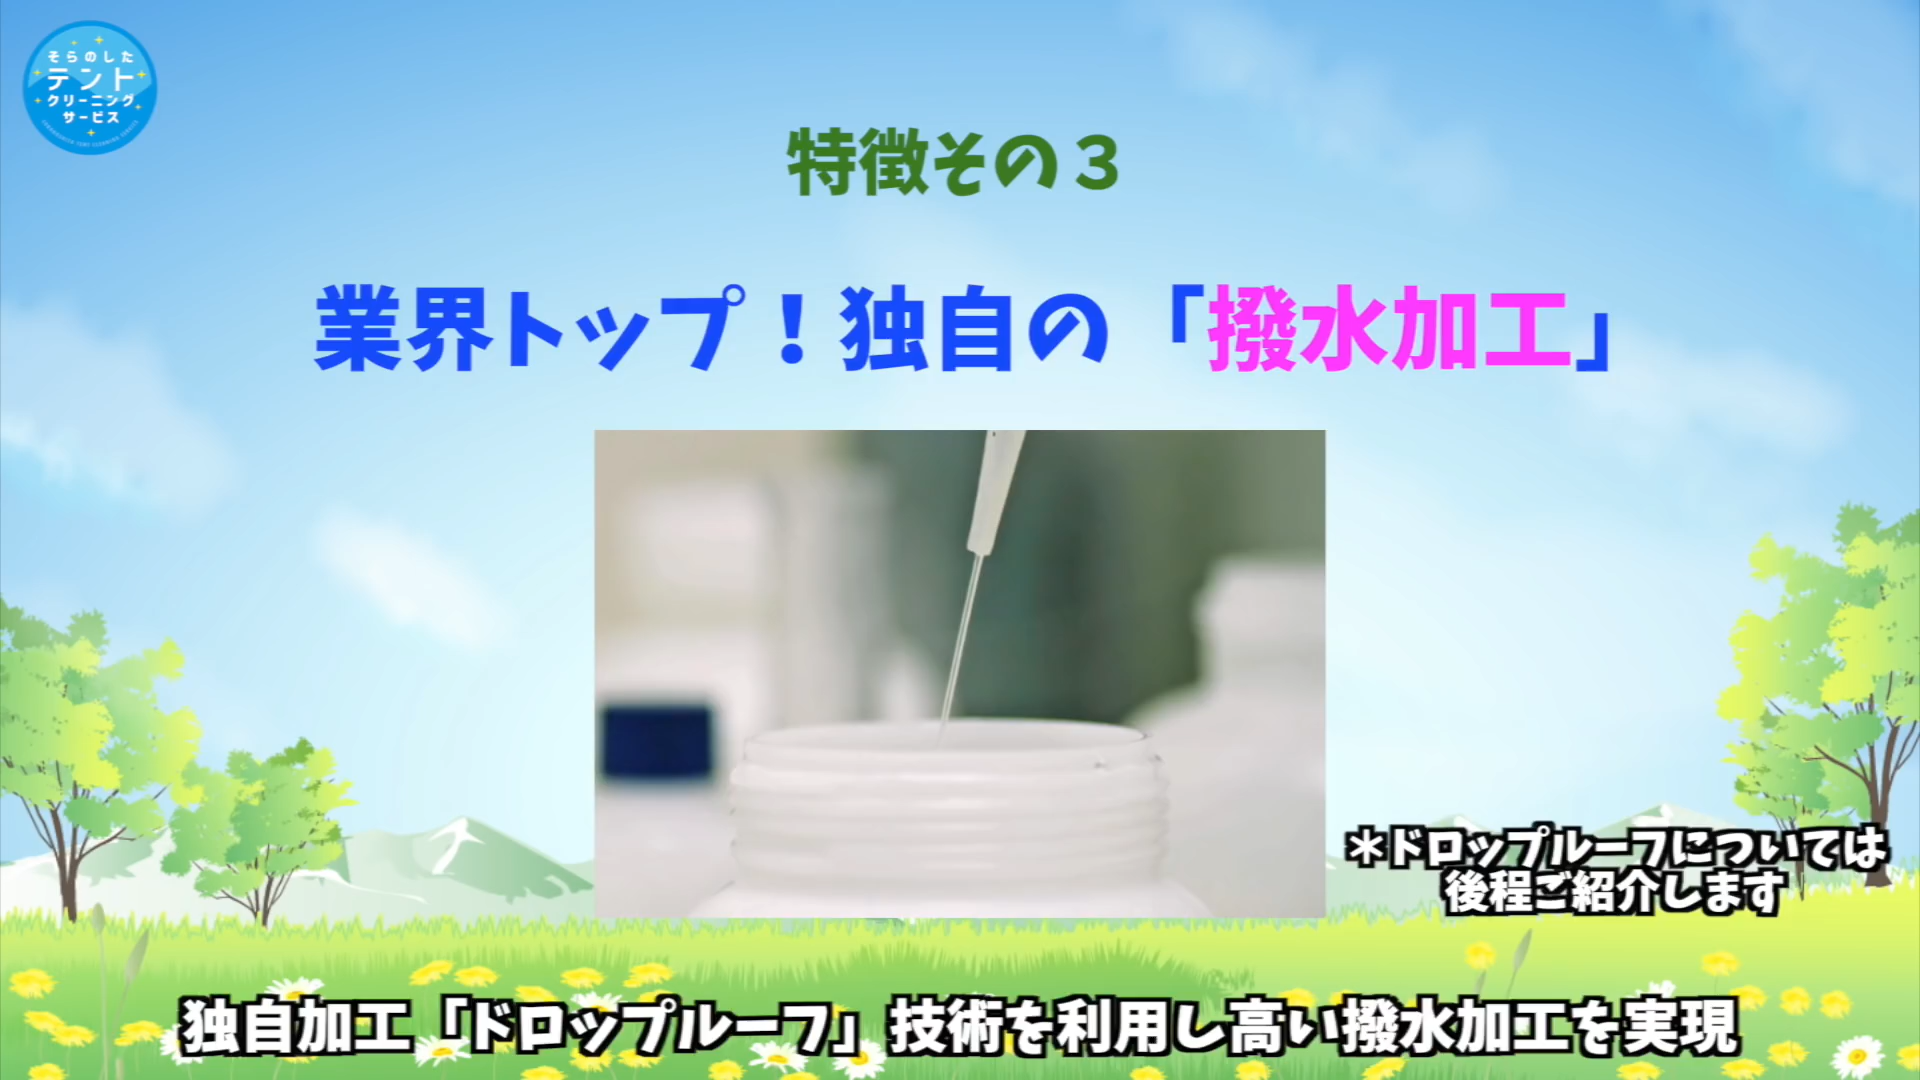 そらのした
テント
クリーニング
サービス
特徴その３
業界トップ！独自の「撥水加工」
＊ドロップルーフについては
後程ご紹介します
独自加工「ドロップルーフ」技術を利用し高い撥水加工を実現